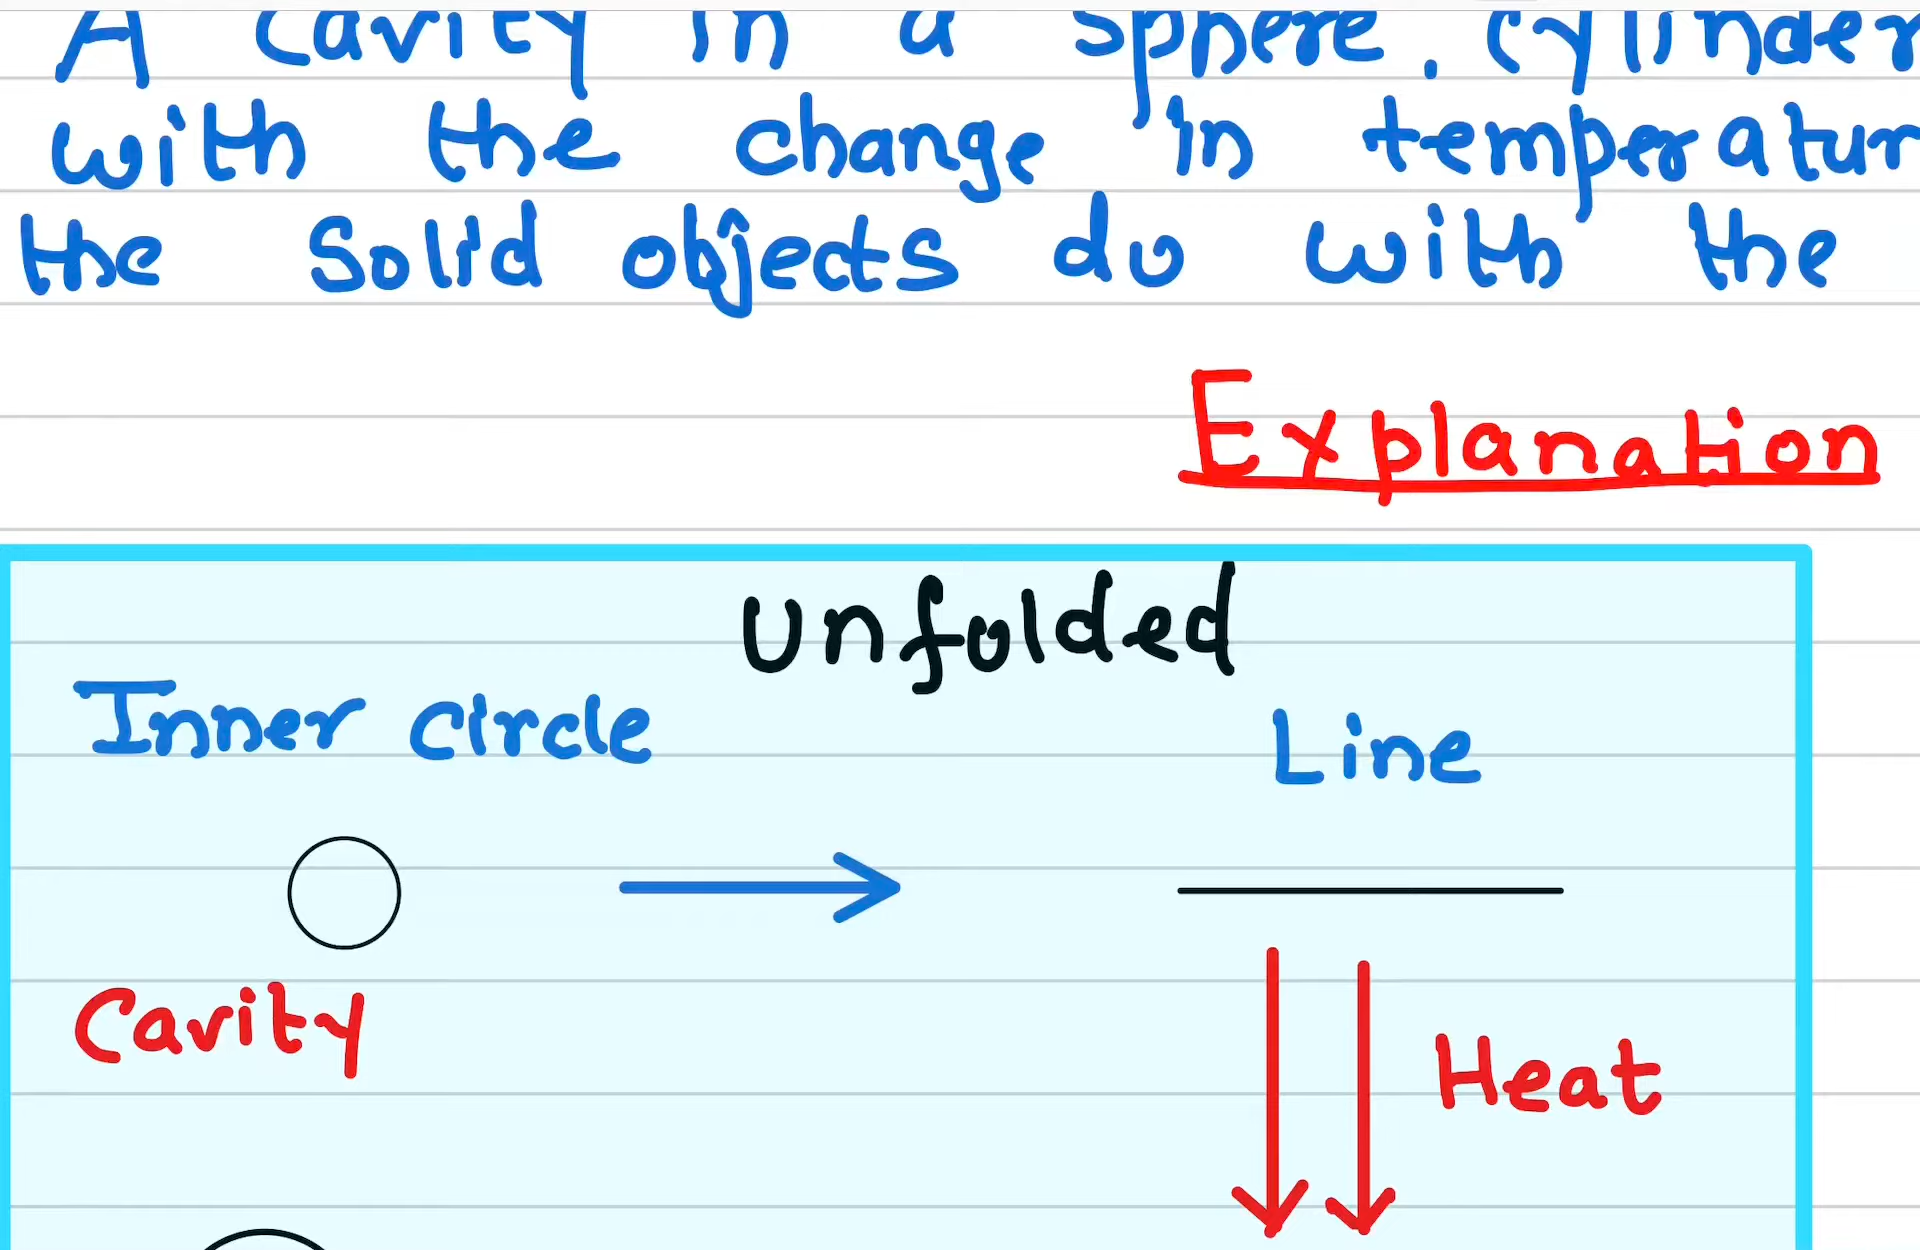 A cavity in a sphere, cylinder
with the change in temperatur
the Solid objects do with the
Explanation
unfolded
Inner circle
Line
Cavity
Heat